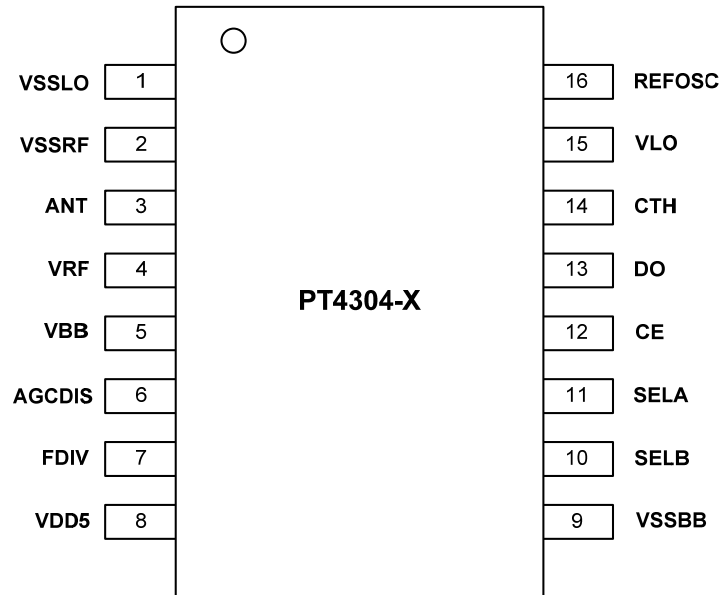 VSSLO 1 16 REFOSC
VSSRF 2 15 VLO
ANT 3 14 CTH
VRF 4 13 DO
PT4304-X
VBB 5 12 CE
AGCDIS 6 11 SELA
FDIV 7 10 SELB
VDD5 8 9 VSSBB